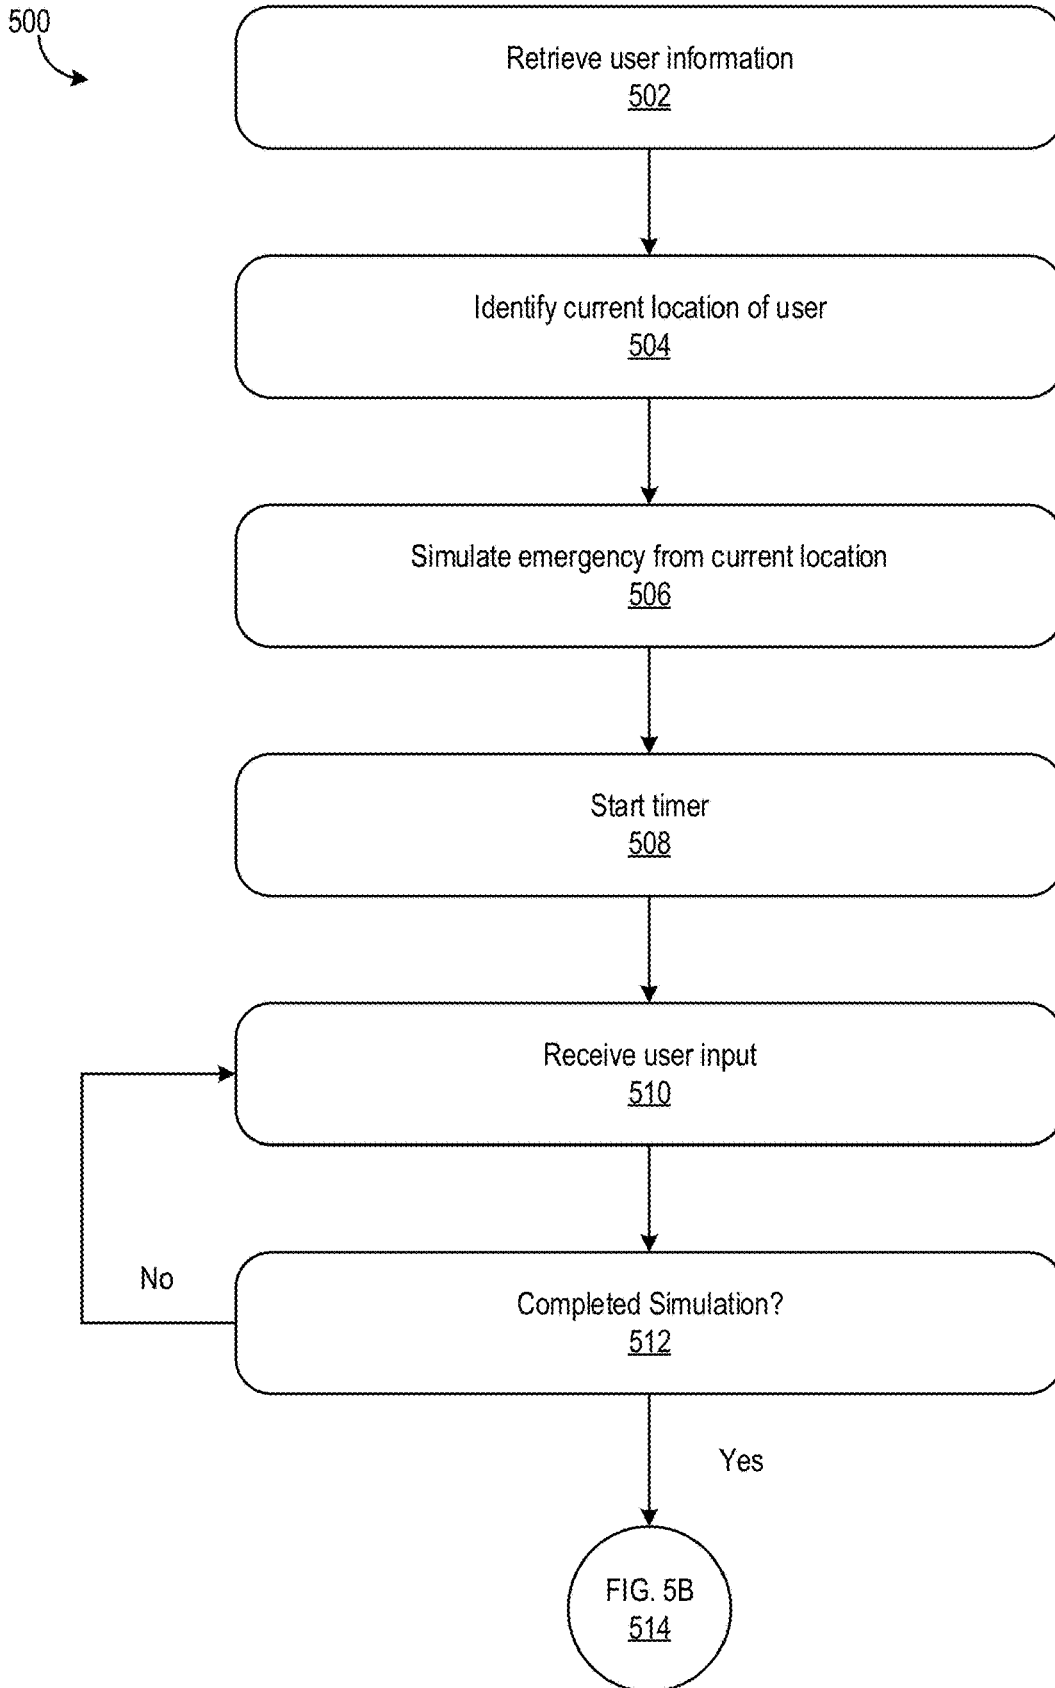 500
Retrieve user information
502
Identify current location of user
504
Simulate emergency from current location
506
Start timer
508
Receive user input
510
No
Completed Simulation?
512
Yes
FIG. 5B
514